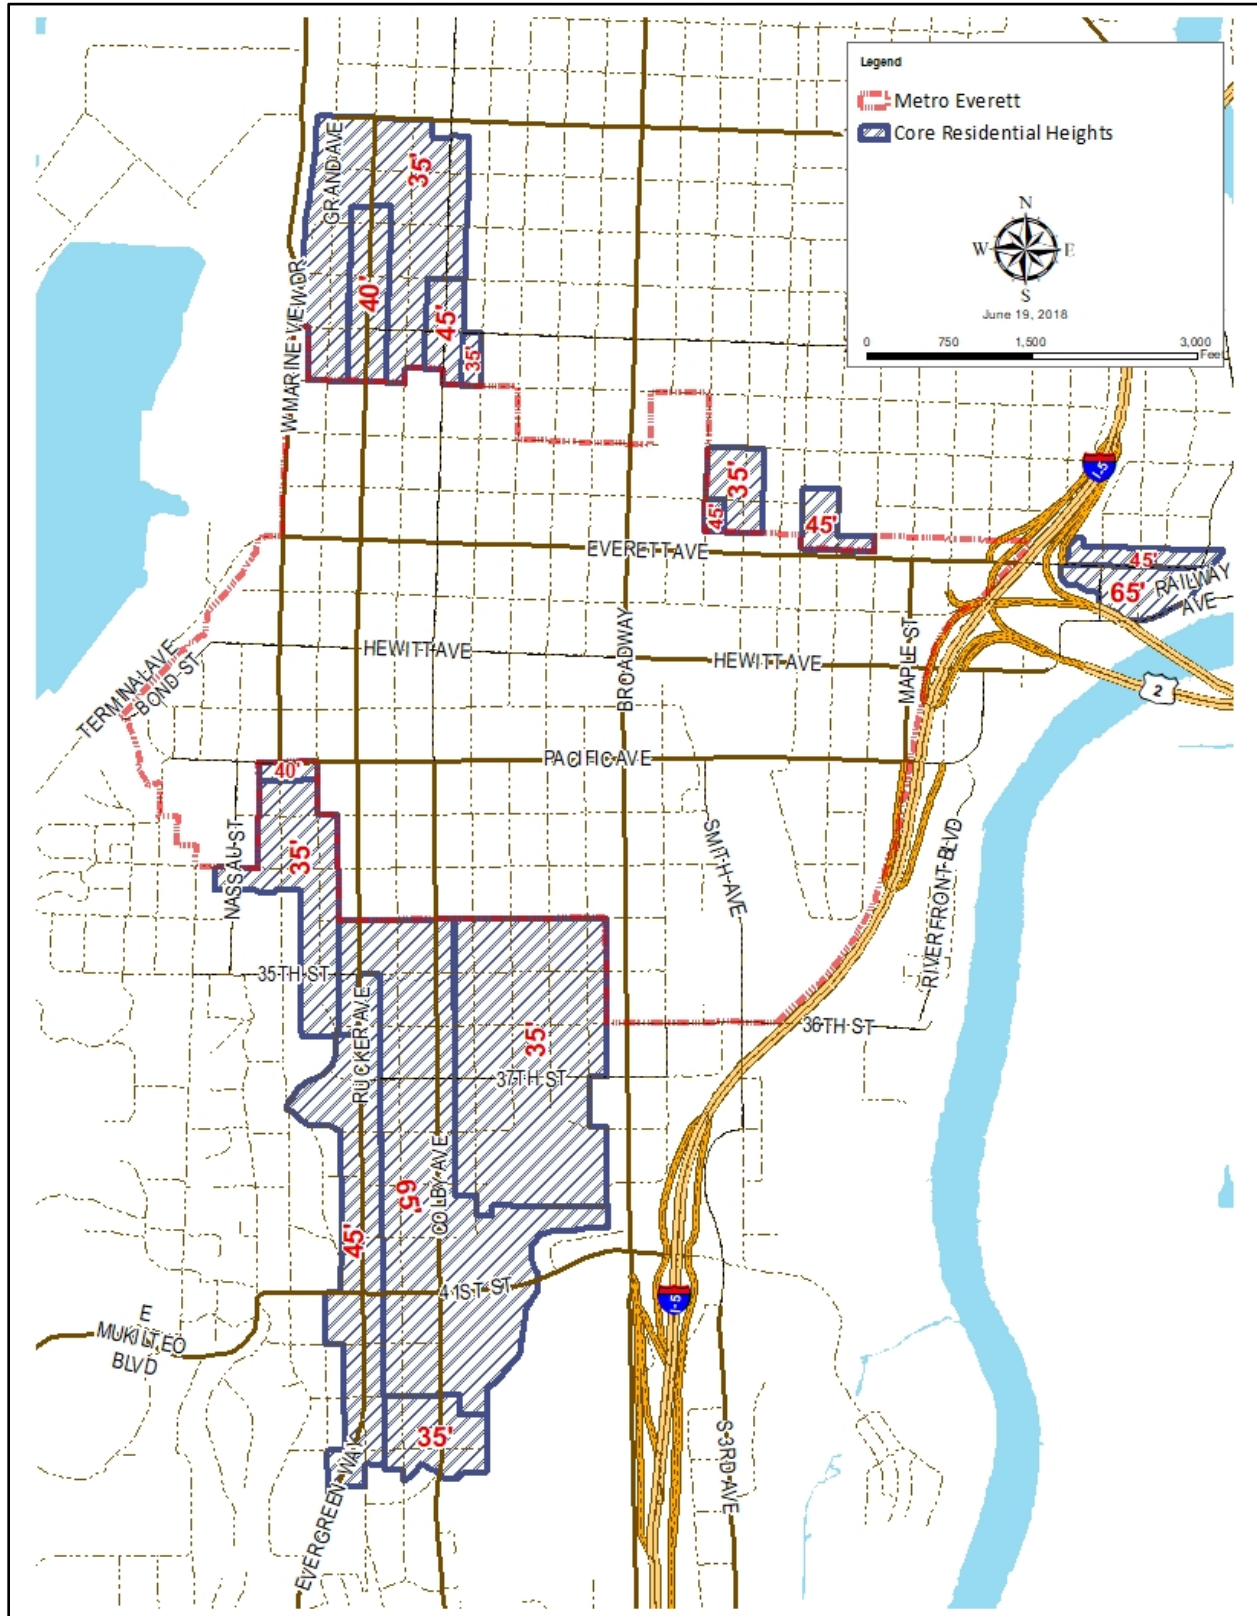 Legend
Metro Everett
Core Residential Heights
N
W E
S
June 19, 2018
0 750 1,500 3,000
Feet
GRAND AVE
35'
40'
45'
35'
W MARINE VIEW DR
35'
45'
45'
I-5
EVERETT AVE
45'
65'
RAILWAY
AVE
TERMINAL AVE
BOND ST
HEWITT AVE
BROADWAY
HEWITT AVE
MAPLE ST
2
PACIFIC AVE
40'
35'
NASSAU ST
SMITH AVE
RIVERFRONT BLVD
35TH ST
RUCKER AVE
35'
36TH ST
37TH ST
COLBY AVE
65'
45'
41ST ST
I-5
E
MUKILTEO
BLVD
35'
EVERGREEN WAY
S 3RD AVE